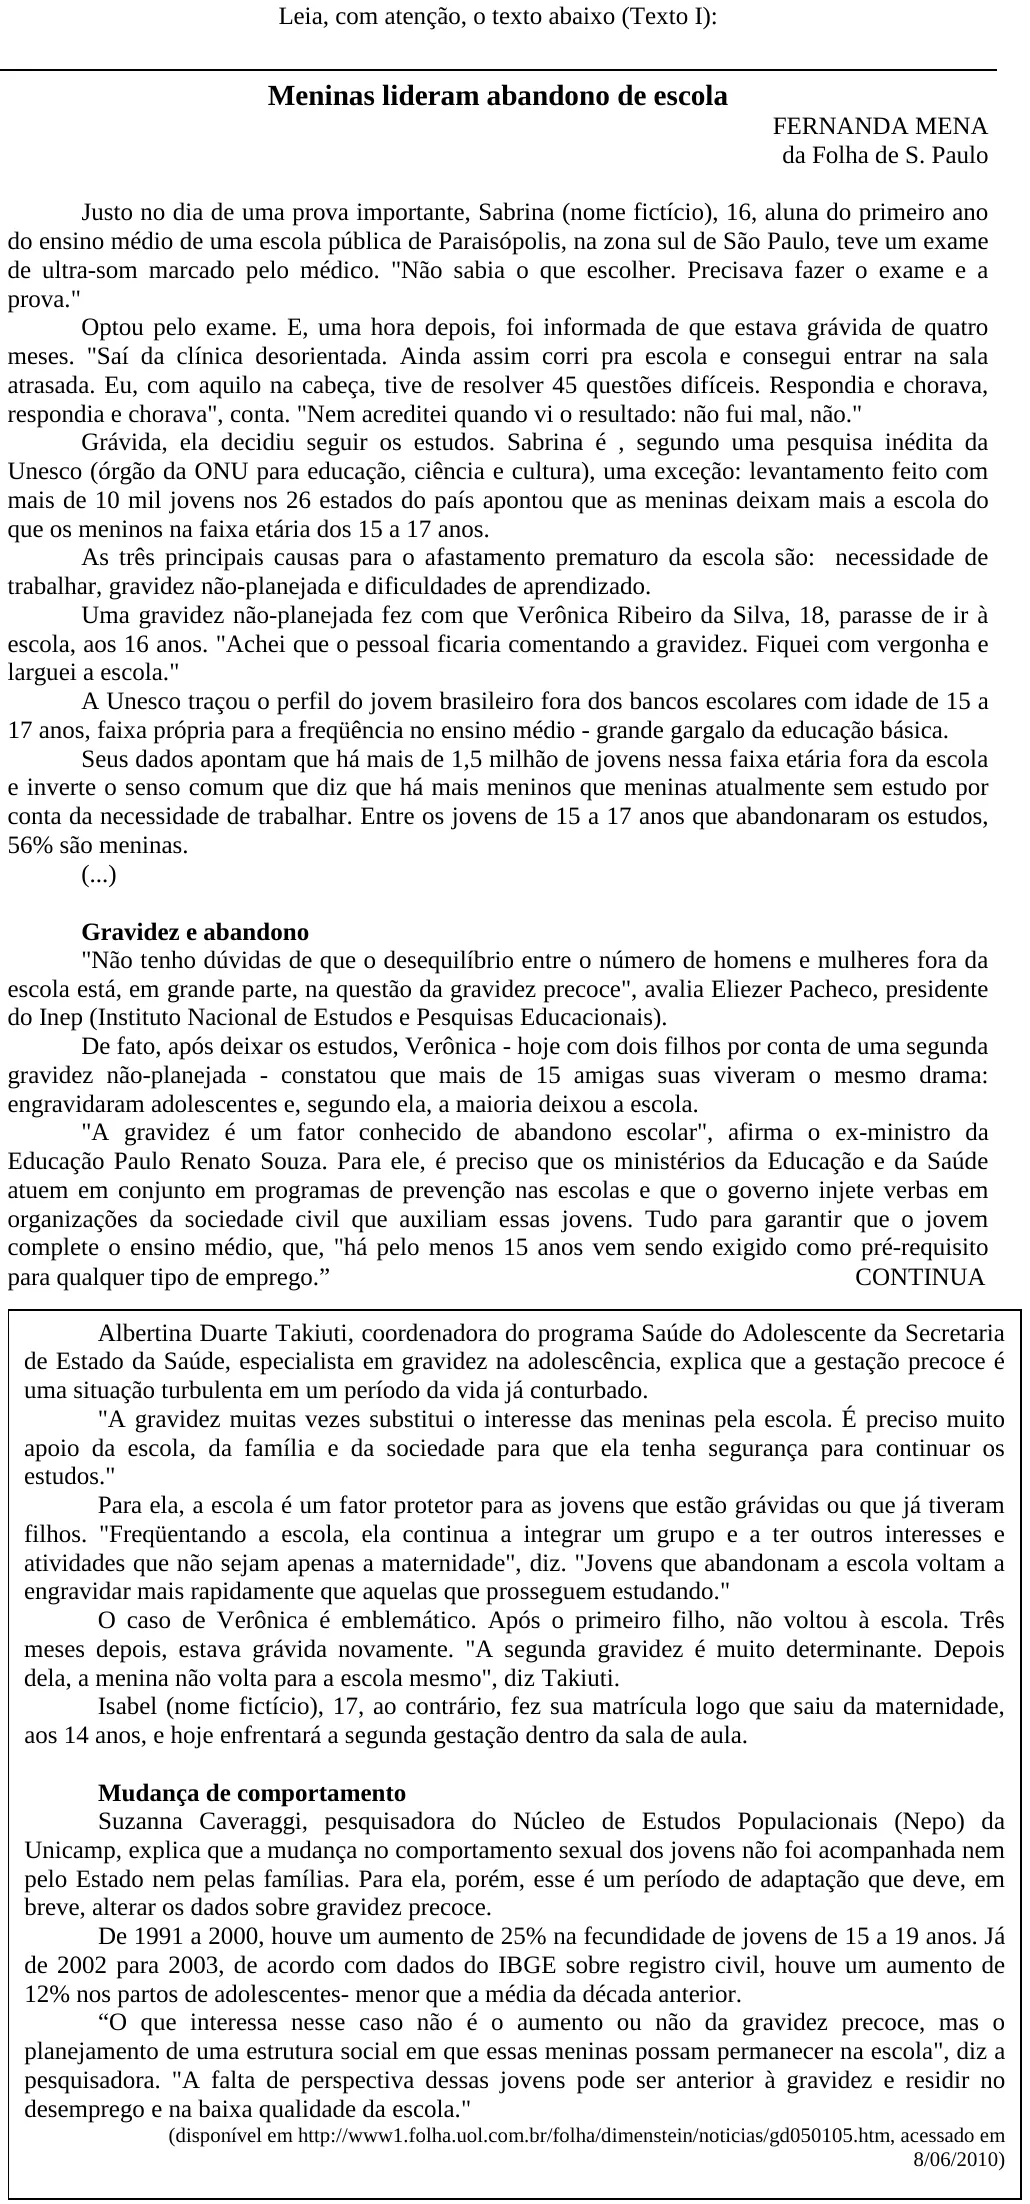 Leia, com atenção, o texto abaixo (Texto I):
Meninas lideram abandono de escola
FERNANDA MENA
da Folha de S. Paulo
Justo no dia de uma prova importante, Sabrina (nome fictício), 16, aluna do primeiro ano
do ensino médio de uma escola pública de Paraisópolis, na zona sul de São Paulo, teve um exame
de ultra-som marcado pelo médico. "Não sabia o que escolher. Precisava fazer o exame e a
prova."
Optou pelo exame. E, uma hora depois, foi informada de que estava grávida de quatro
meses. "Saí da clínica desorientada. Ainda assim corri pra escola e consegui entrar na sala
atrasada. Eu, com aquilo na cabeça, tive de resolver 45 questões difíceis. Respondia e chorava,
respondia e chorava", conta. "Nem acreditei quando vi o resultado: não fui mal, não."
Grávida, ela decidiu seguir os estudos. Sabrina é , segundo uma pesquisa inédita da
Unesco (órgão da ONU para educação, ciência e cultura), uma exceção: levantamento feito com
mais de 10 mil jovens nos 26 estados do país apontou que as meninas deixam mais a escola do
que os meninos na faixa etária dos 15 a 17 anos.
As três principais causas para o afastamento prematuro da escola são:  necessidade de
trabalhar, gravidez não-planejada e dificuldades de aprendizado.
Uma gravidez não-planejada fez com que Verônica Ribeiro da Silva, 18, parasse de ir à
escola, aos 16 anos. "Achei que o pessoal ficaria comentando a gravidez. Fiquei com vergonha e
larguei a escola."
A Unesco traçou o perfil do jovem brasileiro fora dos bancos escolares com idade de 15 a
17 anos, faixa própria para a freqüência no ensino médio - grande gargalo da educação básica.
Seus dados apontam que há mais de 1,5 milhão de jovens nessa faixa etária fora da escola
e inverte o senso comum que diz que há mais meninos que meninas atualmente sem estudo por
conta da necessidade de trabalhar. Entre os jovens de 15 a 17 anos que abandonaram os estudos,
56% são meninas.
(...)
Gravidez e abandono
"Não tenho dúvidas de que o desequilíbrio entre o número de homens e mulheres fora da
escola está, em grande parte, na questão da gravidez precoce", avalia Eliezer Pacheco, presidente
do Inep (Instituto Nacional de Estudos e Pesquisas Educacionais).
De fato, após deixar os estudos, Verônica - hoje com dois filhos por conta de uma segunda
gravidez não-planejada - constatou que mais de 15 amigas suas viveram o mesmo drama:
engravidaram adolescentes e, segundo ela, a maioria deixou a escola.
"A gravidez é um fator conhecido de abandono escolar", afirma o ex-ministro da
Educação Paulo Renato Souza. Para ele, é preciso que os ministérios da Educação e da Saúde
atuem em conjunto em programas de prevenção nas escolas e que o governo injete verbas em
organizações da sociedade civil que auxiliam essas jovens. Tudo para garantir que o jovem
complete o ensino médio, que, "há pelo menos 15 anos vem sendo exigido como pré-requisito
para qualquer tipo de emprego.” CONTINUA
Albertina Duarte Takiuti, coordenadora do programa Saúde do Adolescente da Secretaria
de Estado da Saúde, especialista em gravidez na adolescência, explica que a gestação precoce é
uma situação turbulenta em um período da vida já conturbado.
"A gravidez muitas vezes substitui o interesse das meninas pela escola. É preciso muito
apoio da escola, da família e da sociedade para que ela tenha segurança para continuar os
estudos."
Para ela, a escola é um fator protetor para as jovens que estão grávidas ou que já tiveram
filhos. "Freqüentando a escola, ela continua a integrar um grupo e a ter outros interesses e
atividades que não sejam apenas a maternidade", diz. "Jovens que abandonam a escola voltam a
engravidar mais rapidamente que aquelas que prosseguem estudando."
O caso de Verônica é emblemático. Após o primeiro filho, não voltou à escola. Três
meses depois, estava grávida novamente. "A segunda gravidez é muito determinante. Depois
dela, a menina não volta para a escola mesmo", diz Takiuti.
Isabel (nome fictício), 17, ao contrário, fez sua matrícula logo que saiu da maternidade,
aos 14 anos, e hoje enfrentará a segunda gestação dentro da sala de aula.
Mudança de comportamento
Suzanna Caveraggi, pesquisadora do Núcleo de Estudos Populacionais (Nepo) da
Unicamp, explica que a mudança no comportamento sexual dos jovens não foi acompanhada nem
pelo Estado nem pelas famílias. Para ela, porém, esse é um período de adaptação que deve, em
breve, alterar os dados sobre gravidez precoce.
De 1991 a 2000, houve um aumento de 25% na fecundidade de jovens de 15 a 19 anos. Já
de 2002 para 2003, de acordo com dados do IBGE sobre registro civil, houve um aumento de
12% nos partos de adolescentes- menor que a média da década anterior.
“O que interessa nesse caso não é o aumento ou não da gravidez precoce, mas o
planejamento de uma estrutura social em que essas meninas possam permanecer na escola", diz a
pesquisadora. "A falta de perspectiva dessas jovens pode ser anterior à gravidez e residir no
desemprego e na baixa qualidade da escola."
(disponível em http://www1.folha.uol.com.br/folha/dimenstein/noticias/gd050105.htm, acessado em
8/06/2010)